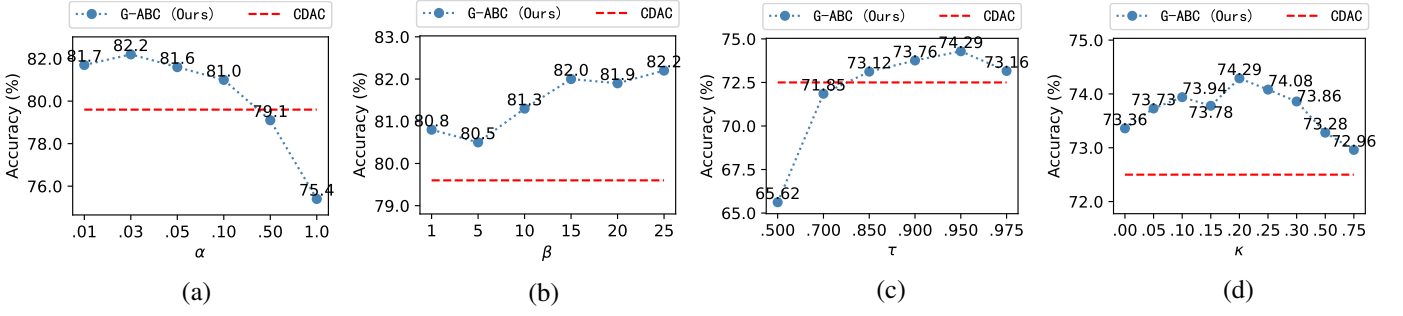 G-ABC (Ours) CDAC
82.0
80.0
78.0
76.0
Accuracy (%)
81.7
82.2
81.6
81.0
79.1
75.4
.01 .03 .05 .10 .50 1.0
α
(a)
G-ABC (Ours) CDAC
83.0
82.0
81.0
80.0
79.0
Accuracy (%)
80.8
80.5
81.3
82.0
81.9
82.2
1 5 10 15 20 25
β
(b)
G-ABC (Ours) CDAC
75.0
72.5
70.0
67.5
65.0
Accuracy (%)
65.62
71.85
73.12
73.76
74.29
73.16
.500 .700 .850 .900 .950 .975
τ
(c)
G-ABC (Ours) CDAC
75.0
74.0
73.0
72.0
Accuracy (%)
73.36
73.73
73.94
73.78
74.29
74.08
73.86
73.28
72.96
.00 .05 .10 .15 .20 .25 .30 .50 .75
κ
(d)